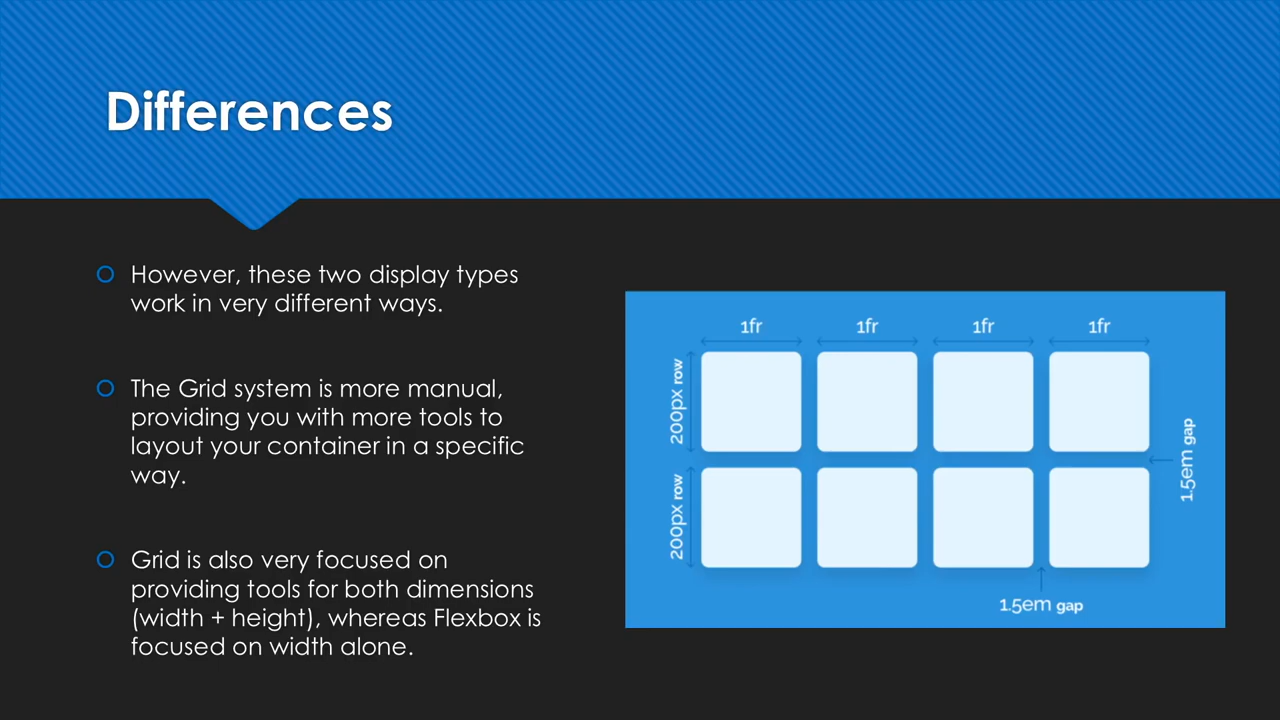 Differences
However, these two display types
work in very different ways.
The Grid system is more manual,
providing you with more tools to
layout your container in a specific
way.
Grid is also very focused on
providing tools for both dimensions
(width + height), whereas Flexbox is
focused on width alone.
1fr 1fr 1fr 1fr
200px row
200px row
1.5em gap
1.5em gap